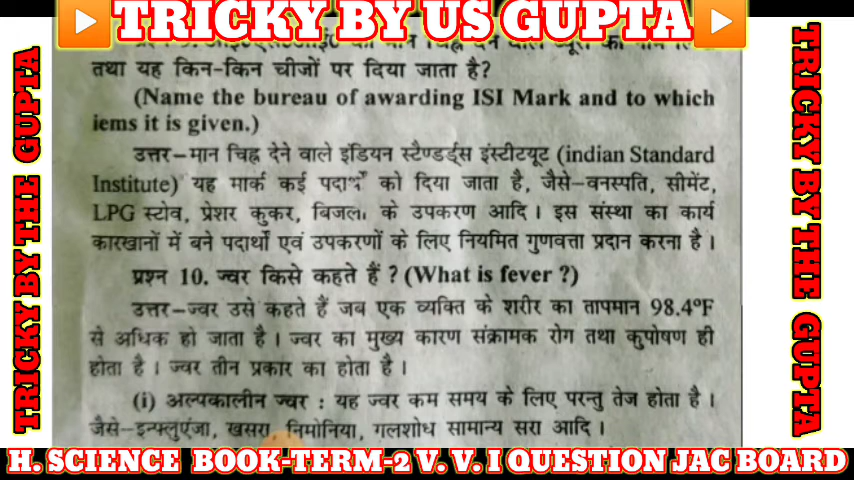 TRICKY BY US GUPTA
TRICKY BY THE GUPTA
TRICKY BY THE GUPTA
तथा यह किन-किन चीजों पर दिया जाता है?
(Name the bureau of awarding ISI Mark and to which
iems it is given.)
उत्तर–मान चिह्न देने वाले इंडियन स्टैण्डर्ड्स इंस्टीटयूट (indian Standard
Institute) यह मार्क कई पदार्थों को दिया जाता है, जैसे–वनस्पति, सीमेंट,
LPG स्टोव, प्रेशर कुकर, बिजली के उपकरण आदि। इस संस्था का कार्य
कारखानों में बने पदार्थों एवं उपकरणों के लिए नियमित गुणवत्ता प्रदान करना है।
प्रश्न 10. ज्वर किसे कहते हैं ? (What is fever ?)
उत्तर–ज्वर उसे कहते हैं जब एक व्यक्ति के शरीर का तापमान 98.4ºF
से अधिक हो जाता है। ज्वर का मुख्य कारण संक्रामक रोग तथा कुपोषण ही
होता है। ज्वर तीन प्रकार का होता है।
(i) अल्पकालीन ज्वर : यह ज्वर कम समय के लिए परन्तु तेज होता है।
जैसे–इन्फ्लुएंजा, खसरा निमोनिया, गलशोध सामान्य सरा आदि।
H. SCIENCE BOOK-TERM-2 V. V. I QUESTION JAC BOARD